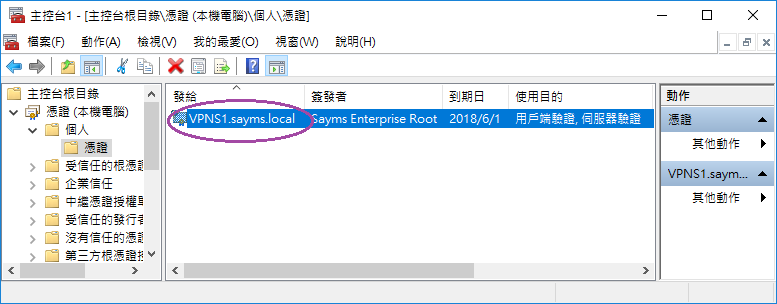 主控台1 - [主控台根目錄\憑證 (本機電腦)\個人\憑證]
檔案(F) 動作(A) 檢視(V) 我的最愛(O) 視窗(W) 說明(H)
主控台根目錄
憑證 (本機電腦)
個人
憑證
受信任的根憑證
企業信任
中繼憑證授權單
受信任的發行者
沒有信任的憑證
第三方根憑證授
發給 簽發者 到期日 使用目的
VPNS1.sayms.local Sayms Enterprise Root 2018/6/1 用戶端驗證, 伺服器驗證
動作
憑證
其他動作
VPNS1.saym...
其他動作